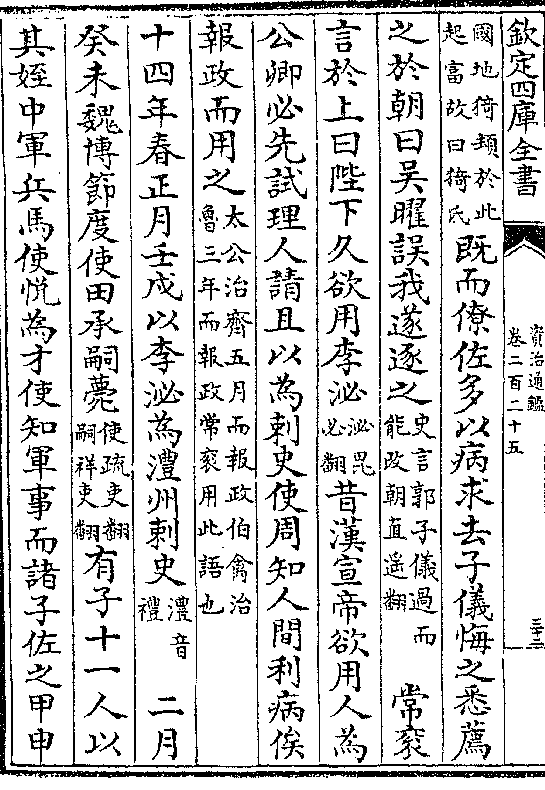 欽定四庫全書
資治通鑑
卷二百二十五
三十二
國地猗頓於此
起富故曰猗氏
既而僚佐多以病求去子儀悔之悉薦
之於朝曰吴曜誤我遂逐之
史言郭子儀過而
能改朝直遥翻
常衮
言於上曰陛下久欲用李泌
泌毘
必翻
昔漢宣帝欲用人為
公卿必先試理人請且以為刺史使周知人間利病俟
報政而用之
太公治齊五月而報政伯禽治
魯三年而報政常衮用此語也
十四年春正月壬戌以李泌為澧州刺史
澧音
禮
二月
癸未魏博節度使田承嗣薨
使疏吏翻
嗣祥吏翻
有子十一人以
其姪中軍兵馬使悦為才使知軍事而諸子佐之甲申